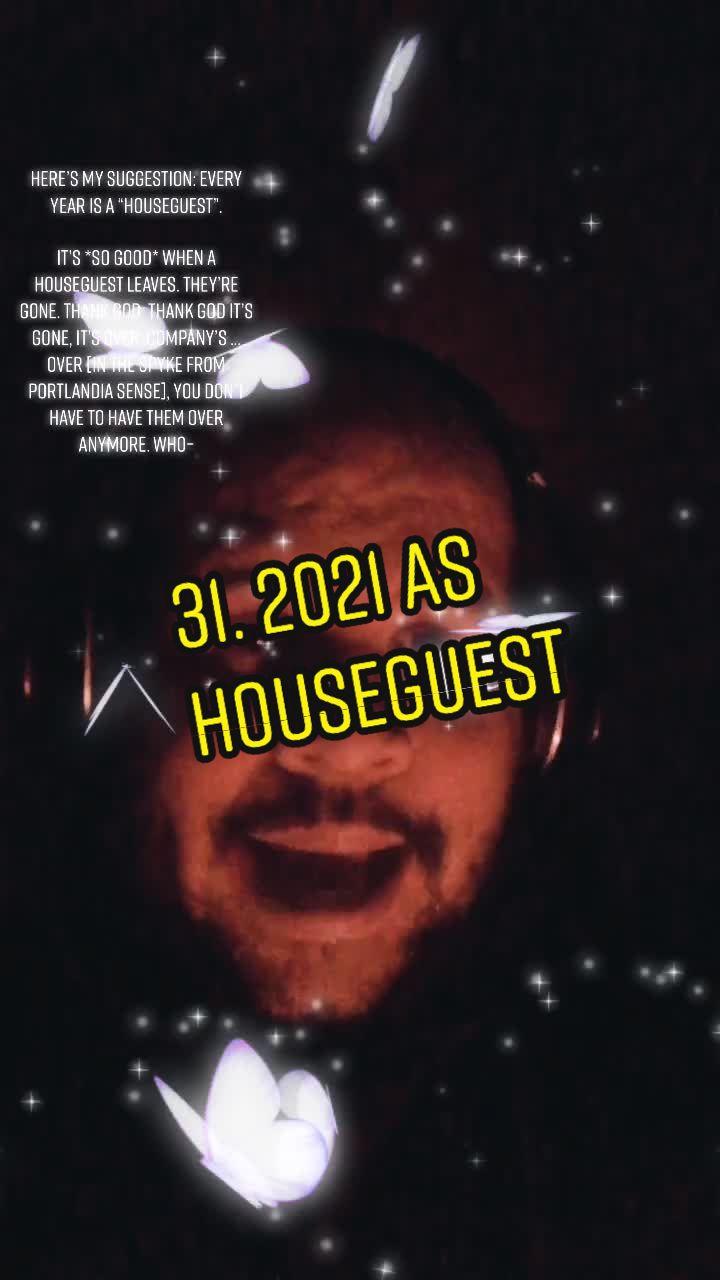 HERE'S MY SUGGESTION: EVERY
YEAR IS A “HOUSEGUEST”.
IT'S *SO GOOD* WHEN A
HOUSEGUEST LEAVES. THEY'RE
GONE. THANK GOD. THANK GOD IT'S
GONE, IT'S OVER. COMPANY'S ...
OVER [IN THE SPYKE FROM
PORTLANDIA SENSE], YOU DON'T
HAVE TO HAVE THEM OVER
ANYMORE. WHO-
31. 2021 AS
HOUSEGUEST